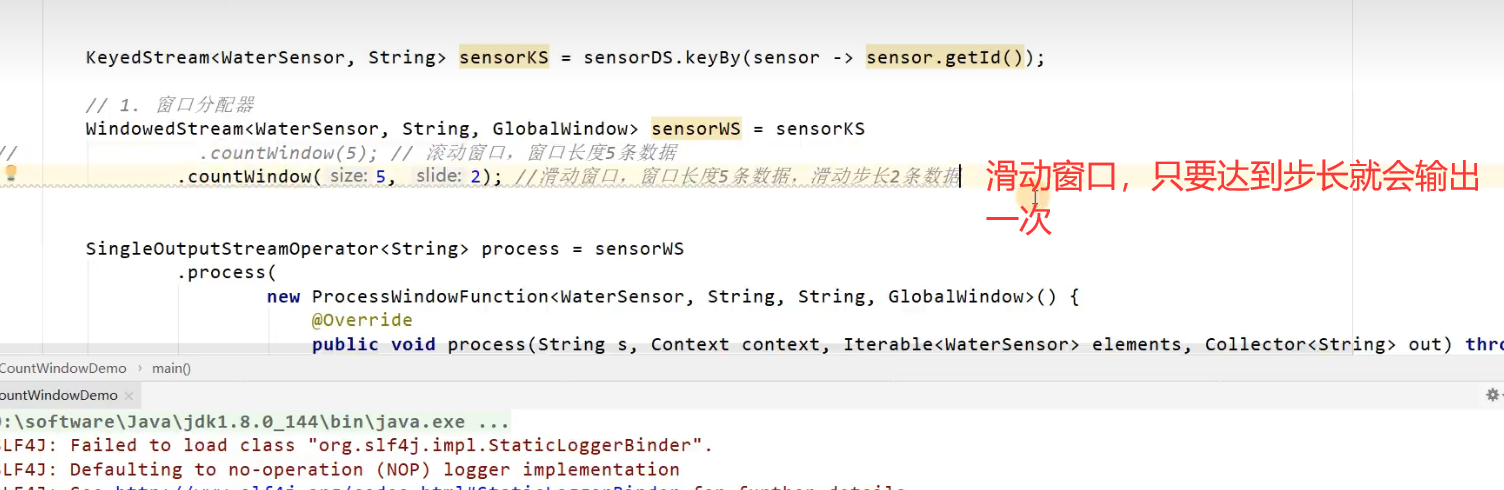 KeyedStream<WaterSensor, String> sensorKS = sensorDS.keyBy(sensor -> sensor.getId());
// 1. 窗口分配器
WindowedStream<WaterSensor, String, GlobalWindow> sensorWS = sensorKS
// .countWindow(5); // 滚动窗口，窗口长度5条数据
.countWindow( size: 5, slide: 2); //滑动窗口，窗口长度5条数据，滑动步长2条数据
滑动窗口，只要达到步长就会输出
一次
SingleOutputStreamOperator<String> process = sensorWS
.process(
new ProcessWindowFunction<WaterSensor, String, String, GlobalWindow>() {
@Override
public void process(String s, Context context, Iterable<WaterSensor> elements, Collector<String> out) thro
CountWindowDemo › main()
ountWindowDemo ×
:\software\Java\jdk1.8.0_144\bin\java.exe ...
SLF4J: Failed to load class "org.slf4j.impl.StaticLoggerBinder".
SLF4J: Defaulting to no-operation (NOP) logger implementation